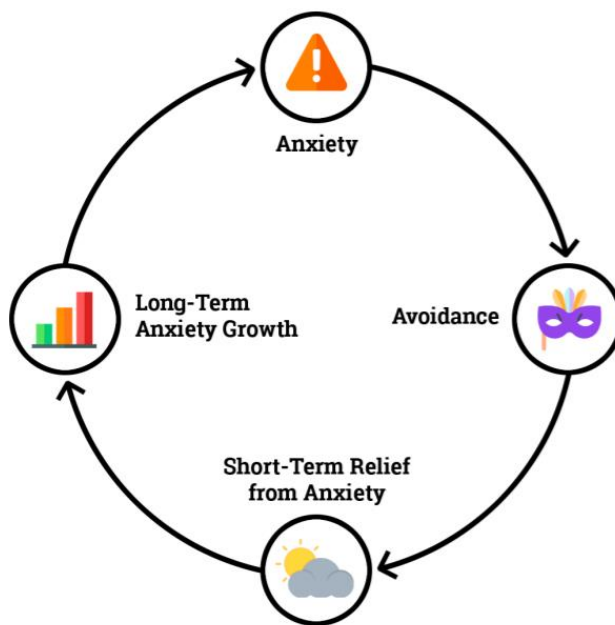 Anxiety
Long-Term
Anxiety Growth
Avoidance
Short-Term Relief
from Anxiety